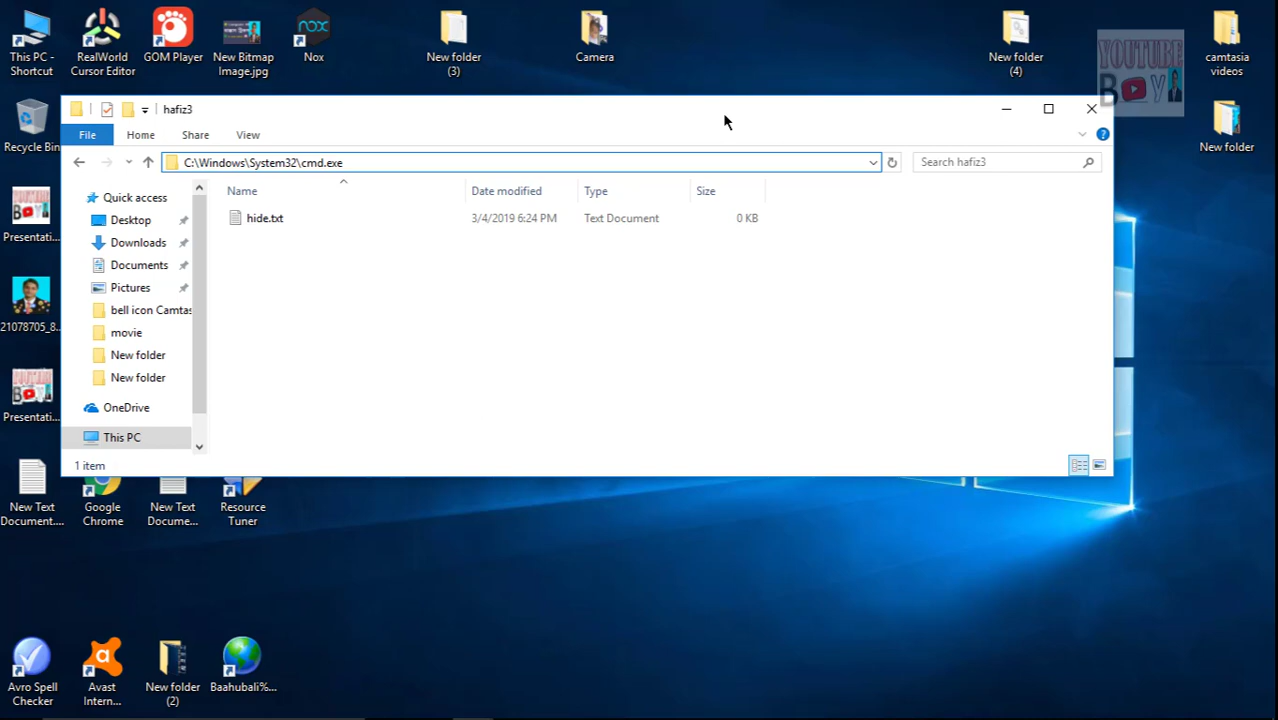 This PC -
Shortcut
RealWorld
Cursor Editor
GOM Player
New Bitmap
Image.jpg
nox
Nox
New folder
(3)
Camera
New folder
(4)
camtasia
videos
YOUTUBE
BOY
Recycle Bin
New folder
hafiz3
File
Home
Share
View
C:\Windows\System32\cmd.exe
Search hafiz3
Name
Date modified
Type
Size
hide.txt
3/4/2019 6:24 PM
Text Document
0 KB
Quick access
Desktop
Downloads
Documents
Pictures
bell icon Camtas
movie
New folder
New folder
OneDrive
This PC
1 item
Presentati...
21078705_8...
Presentati...
New Text
Document....
Google
Chrome
New Text
Docume...
Resource
Tuner
Avro Spell
Checker
Avast
Intern...
New folder
(2)
Baahubali%...